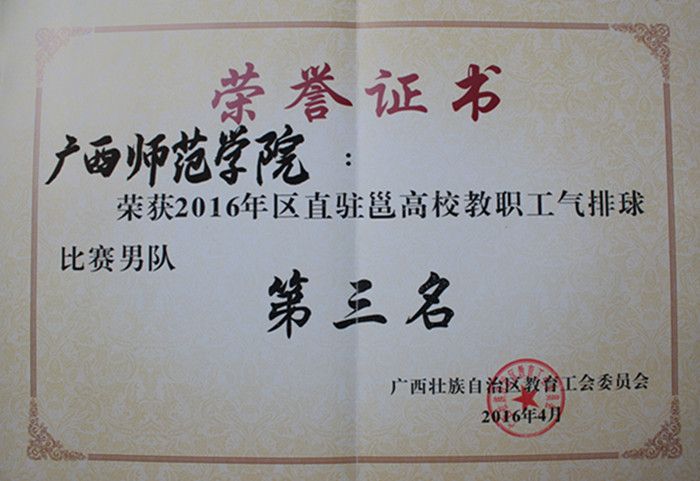 荣誉证书
广西师范学院：
荣获2016年区直驻邕高校教职工气排球
比赛男队
第三名
广西壮族自治区教育工会委员会
2016年4月